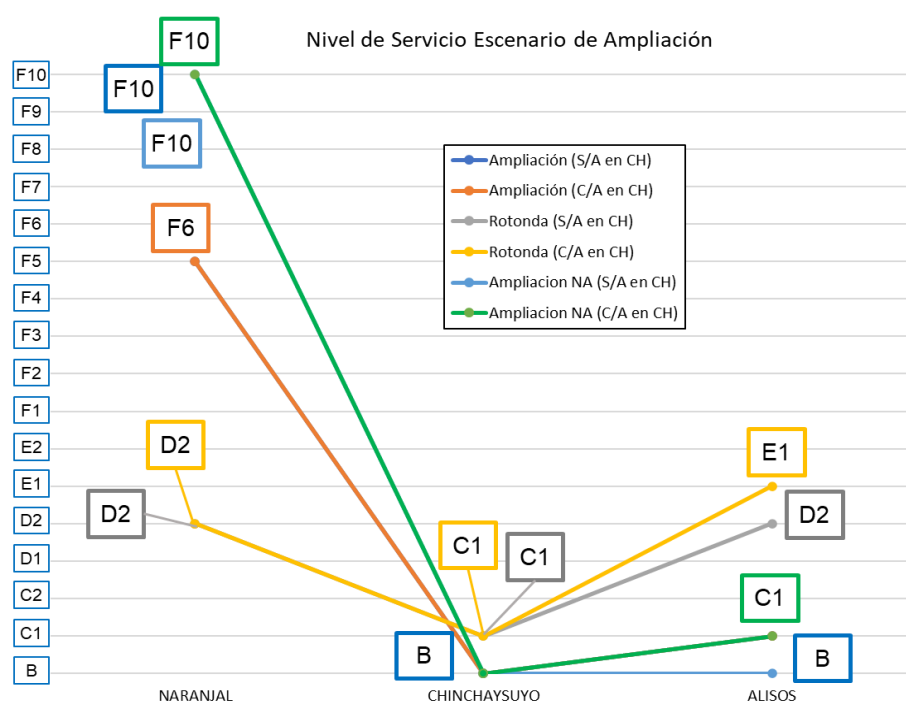 Nivel de Servicio Escenario de Ampliación
F10
F9
F8
F7
F6
F5
F4
F3
F2
F1
E2
E1
D2
D1
C2
C1
B
F10
F10
F10
F6
D2
D2
Ampliación (S/A en CH)
Ampliación (C/A en CH)
Rotonda (S/A en CH)
Rotonda (C/A en CH)
Ampliacion NA (S/A en CH)
Ampliacion NA (C/A en CH)
C1
C1
B
E1
D2
C1
B
NARANJAL
CHINCHAYSUYO
ALISOS